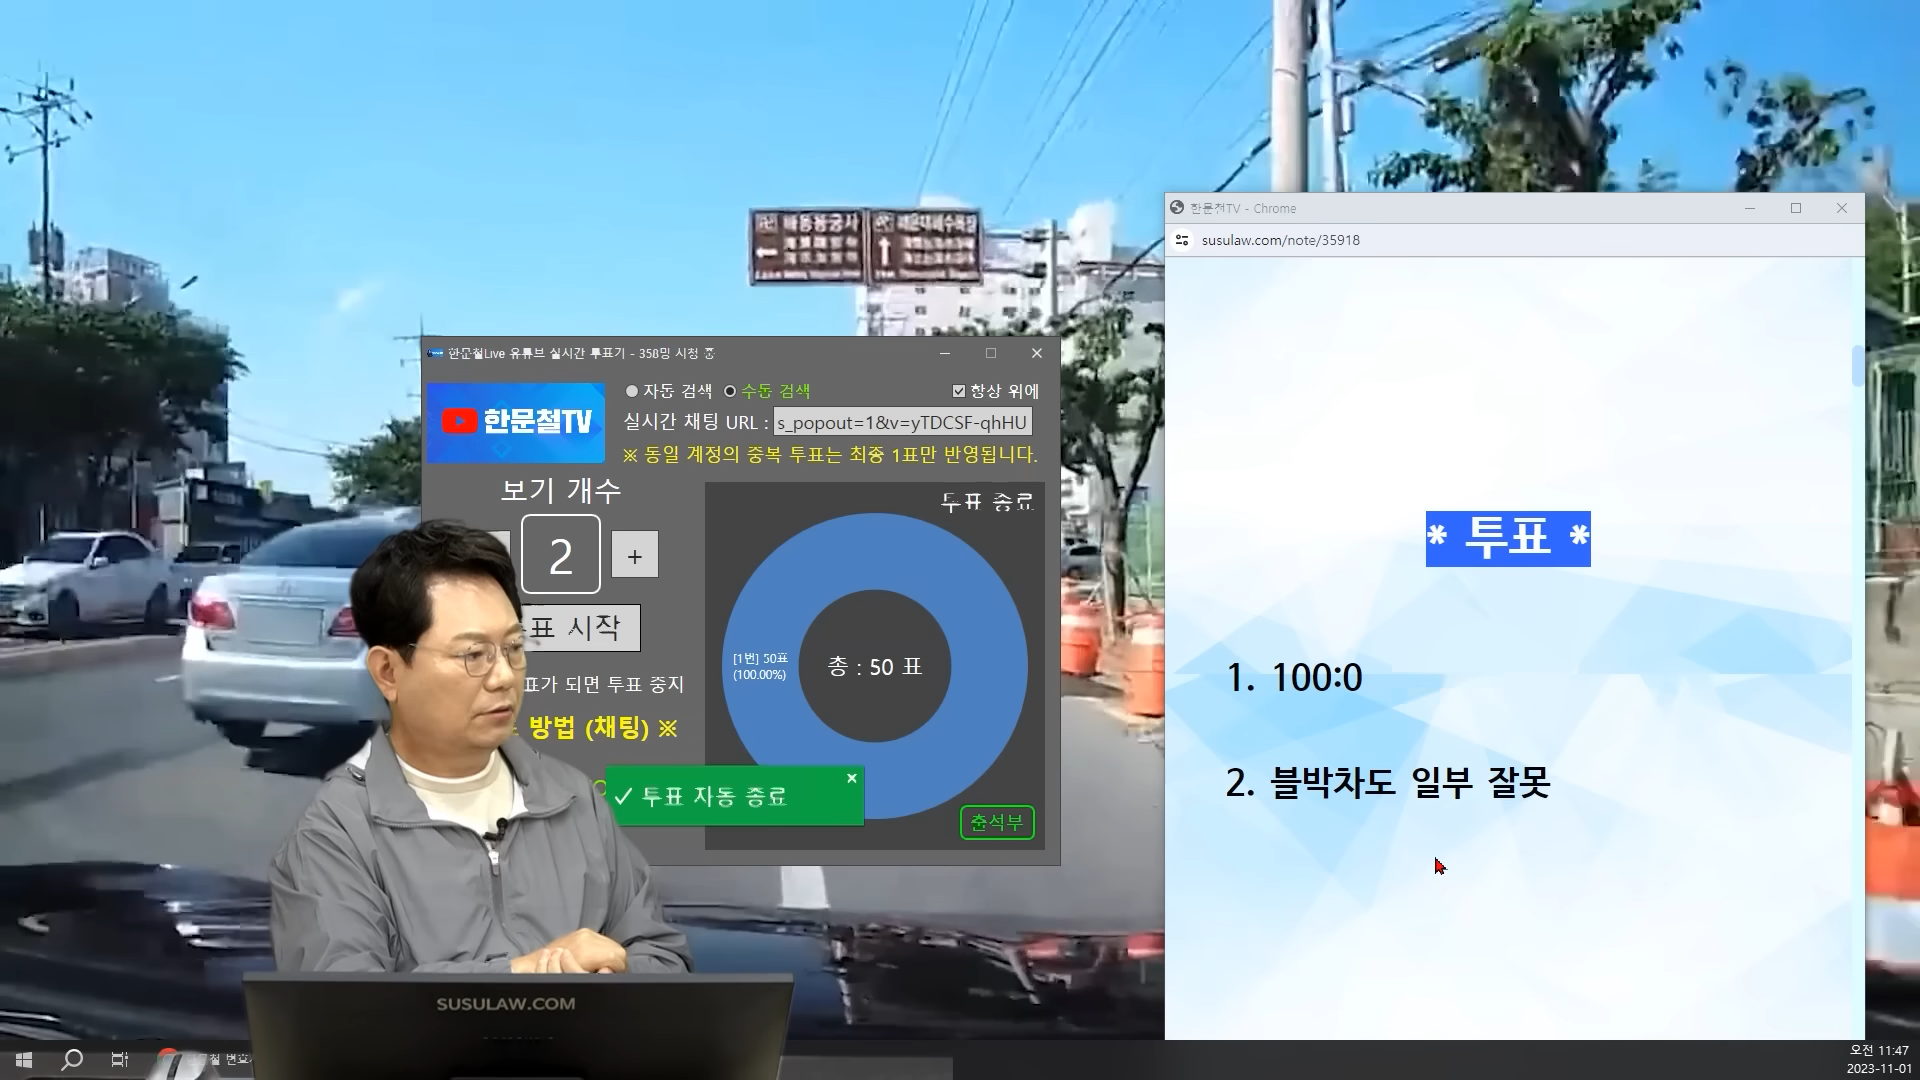 해동용궁사
한문철Live 유튜브 실시간 투표기 - 358명 시청 중
한문철TV
자동 검색
수동 검색
항상 위에
실시간 채팅 URL :
s_popout=1&v=yTDCSF-qhHU
※ 동일 계정의 중복 투표는 최종 1표만 반영됩니다.
보기 개수
2
+
표 시작
표가 되면 투표 중지
방법 (채팅) ※
투표 종료
[1번] 50표
(100.00%)
총 : 50 표
✓ 투표 자동 종료
출석부
한문철TV - Chrome
susulaw.com/note/35918
* 투표 *
1. 100:0
2. 블박차도 일부 잘못
SUSULAW.COM
오전 11:47
2023-11-01